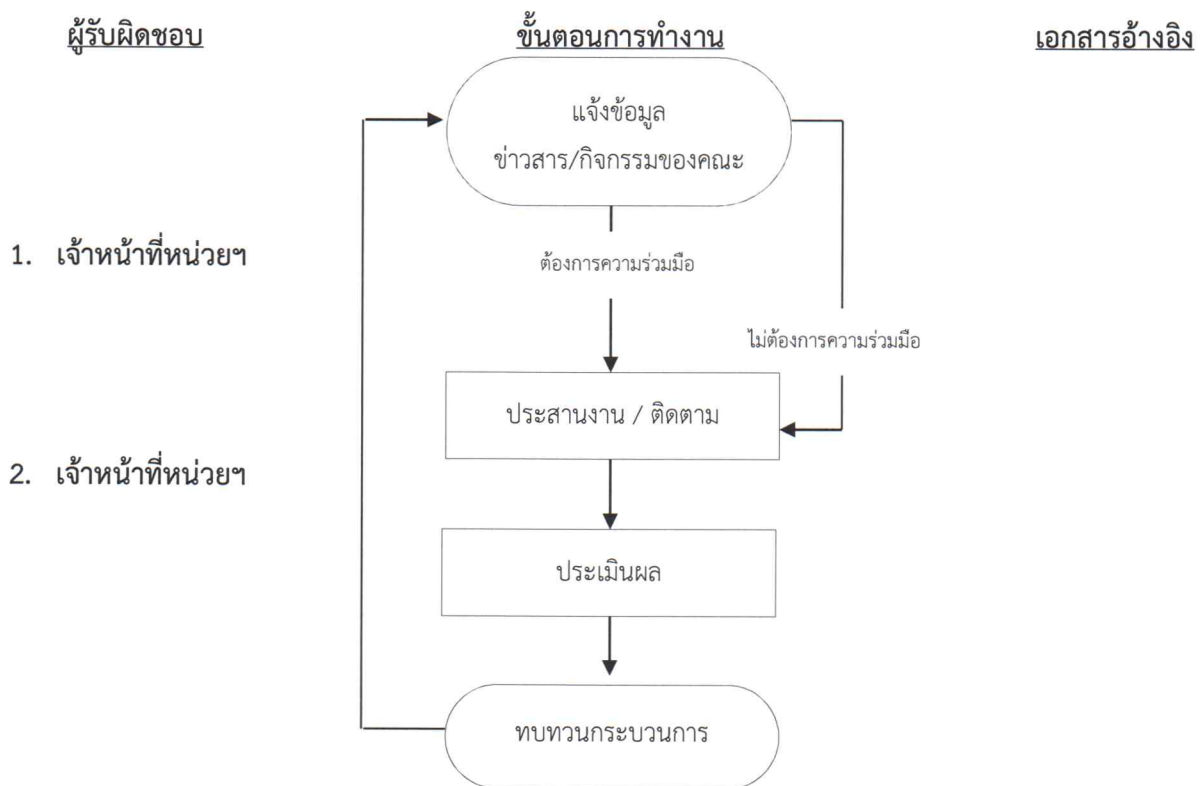 ผู้รับผิดชอบ ขั้นตอนการทำงาน เอกสารอ้างอิง
แจ้งข้อมูล
ข่าวสาร/กิจกรรมของคณะ
1. เจ้าหน้าที่หน่วยฯ
ต้องการความร่วมมือ
ไม่ต้องการความร่วมมือ
ประสานงาน / ติดตาม
2. เจ้าหน้าที่หน่วยฯ
ประเมินผล
ทบทวนกระบวนการ